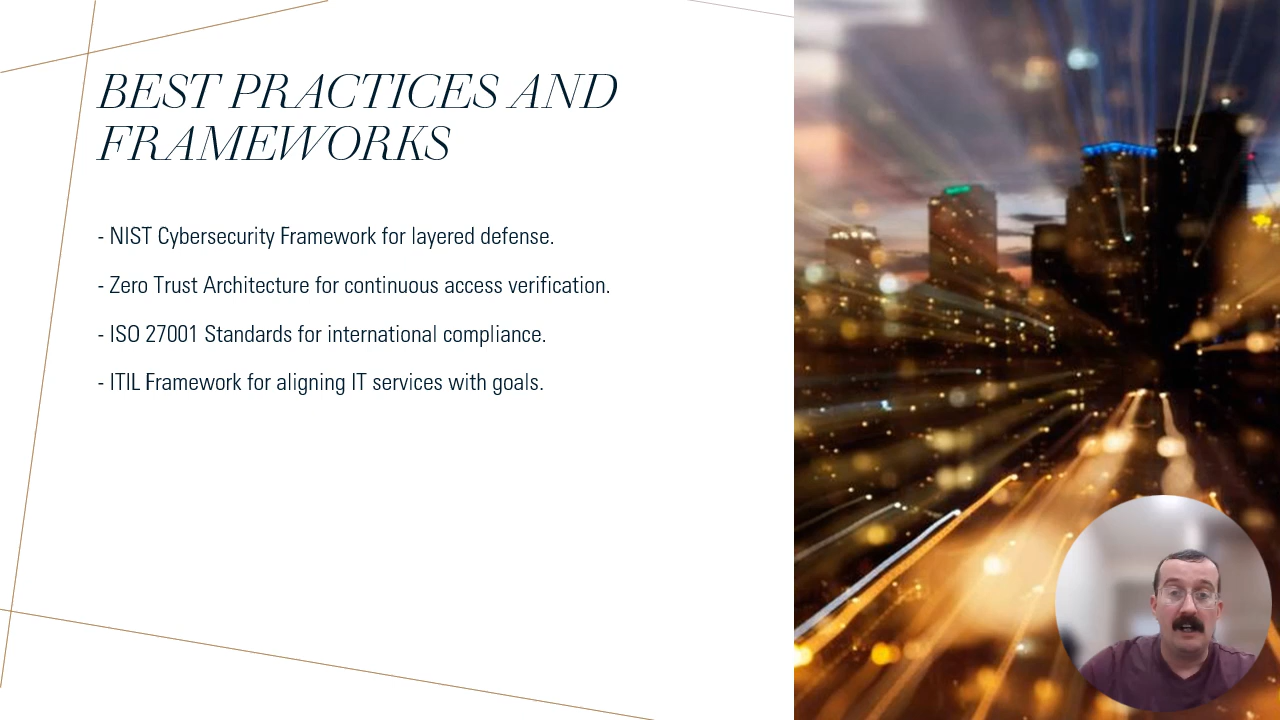 BEST PRACTICES AND
FRAMEWORKS
- NIST Cybersecurity Framework for layered defense.
- Zero Trust Architecture for continuous access verification.
- ISO 27001 Standards for international compliance.
- ITIL Framework for aligning IT services with goals.